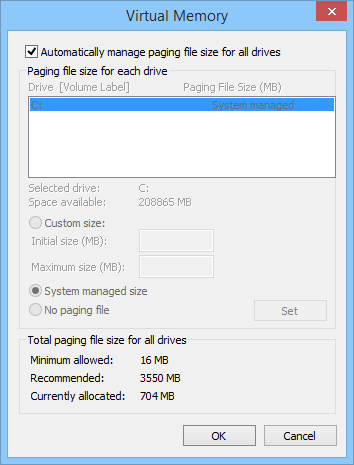 Virtual Memory
Automatically manage paging file size for all drives
Paging file size for each drive
Drive [Volume Label] Paging File Size (MB)
C: System managed
Selected drive: C:
Space available: 208865 MB
Custom size:
Initial size (MB):
Maximum size (MB):
System managed size
No paging file Set
Total paging file size for all drives
Minimum allowed: 16 MB
Recommended: 3550 MB
Currently allocated: 704 MB
OK Cancel